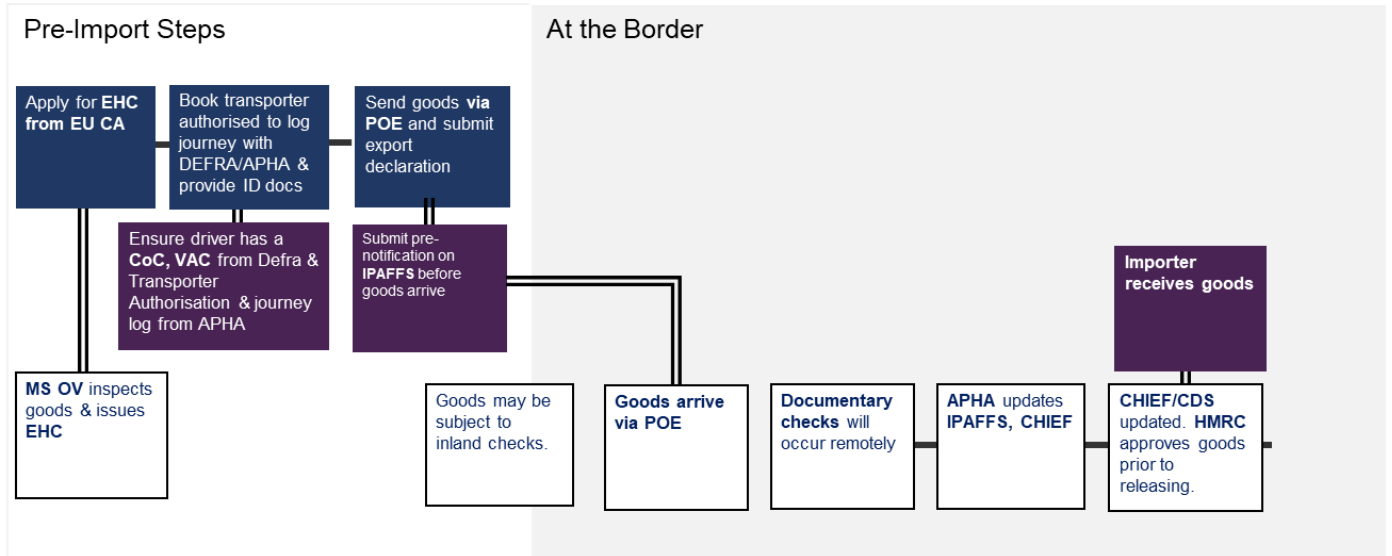 Pre-Import Steps
At the Border
Apply for EHC
from EU CA
Book transporter
authorised to log
journey with
DEFRA/APHA &
provide ID docs
Send goods via
POE and submit
export
declaration
Ensure driver has a
CoC, VAC from Defra &
Transporter
Authorisation & journey
log from APHA
Submit pre-
notification on
IPAFFS before
goods arrive
Importer
receives goods
MS OV inspects
goods & issues
EHC
Goods may be
subject to
inland checks.
Goods arrive
via POE
Documentary
checks will
occur remotely
APHA updates
IPAFFS, CHIEF
CHIEF/CDS
updated. HMRC
approves goods
prior to
releasing.